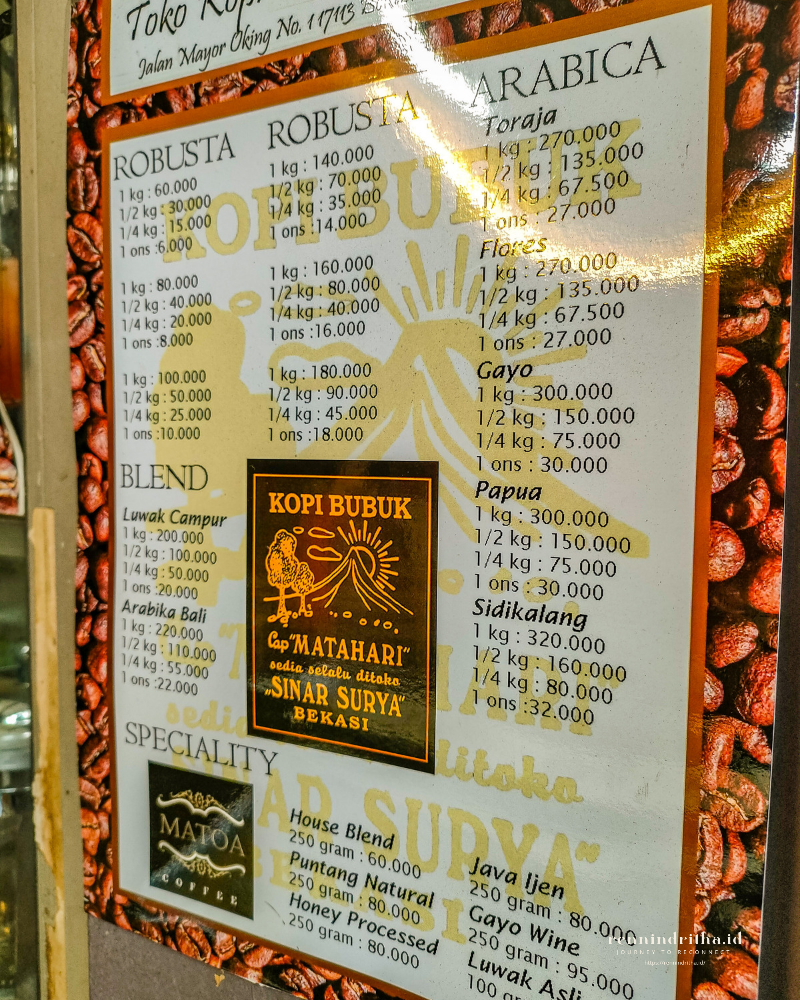 Toko Kopi
Jalan Mayor Oking No. 117113
ROBUSTA
1 kg : 60.000
1/2 kg : 30.000
1/4 kg : 15.000
1 ons :6.000
1 kg : 80.000
1/2 kg : 40.000
1/4 kg : 20.000
1 ons :8.000
1 kg : 100.000
1/2 kg : 50.000
1/4 kg : 25.000
1 ons :10.000
BLEND
Luwak Campur
1 kg : 200.000
1/2 kg : 100.000
1/4 kg : 50.000
1 ons :20.000
Arabika Bali
1 kg : 220.000
1/2 kg : 110.000
1/4 kg : 55.000
1 ons :22.000
ROBUSTA
1 kg : 140.000
1/2 kg : 70.000
1/4 kg : 35.000
1 ons :14.000
1 kg : 160.000
1/2 kg : 80.000
1/4 kg : 40.000
1 ons :16.000
1 kg : 180.000
1/2 kg : 90.000
1/4 kg : 45.000
1 ons :18.000
KOPI BUBUK
Cap "MATAHARI"
sedia selalu ditoko
"SINAR SURYA"
BEKASI
ARABICA
Toraja
1 kg : 270.000
1/2 kg : 135.000
1/4 kg : 67.500
1 ons : 27.000
Flores
1 kg : 270.000
1/2 kg : 135.000
1/4 kg : 67.500
1 ons : 27.000
Gayo
1 kg : 300.000
1/2 kg : 150.000
1/4 kg : 75.000
1 ons : 30.000
Papua
1 kg : 300.000
1/2 kg : 150.000
1/4 kg : 75.000
1 ons : 30.000
Sidikalang
1 kg : 320.000
1/2 kg : 160.000
1/4 kg : 80.000
1 ons :32.000
SPECIALITY
MATOA
COFFEE
House Blend
250 gram : 60.000
Puntang Natural
250 gram : 80.000
Honey Processed
250 gram : 80.000
Java Ijen
250 gram : 80.000
Gayo Wine
250 gram : 95.000
Luwak Asli
100
KOPI BUBUK
ditoko
SINAR SURYA"
rennindritha.id
JOURNEY TO RECONNECT